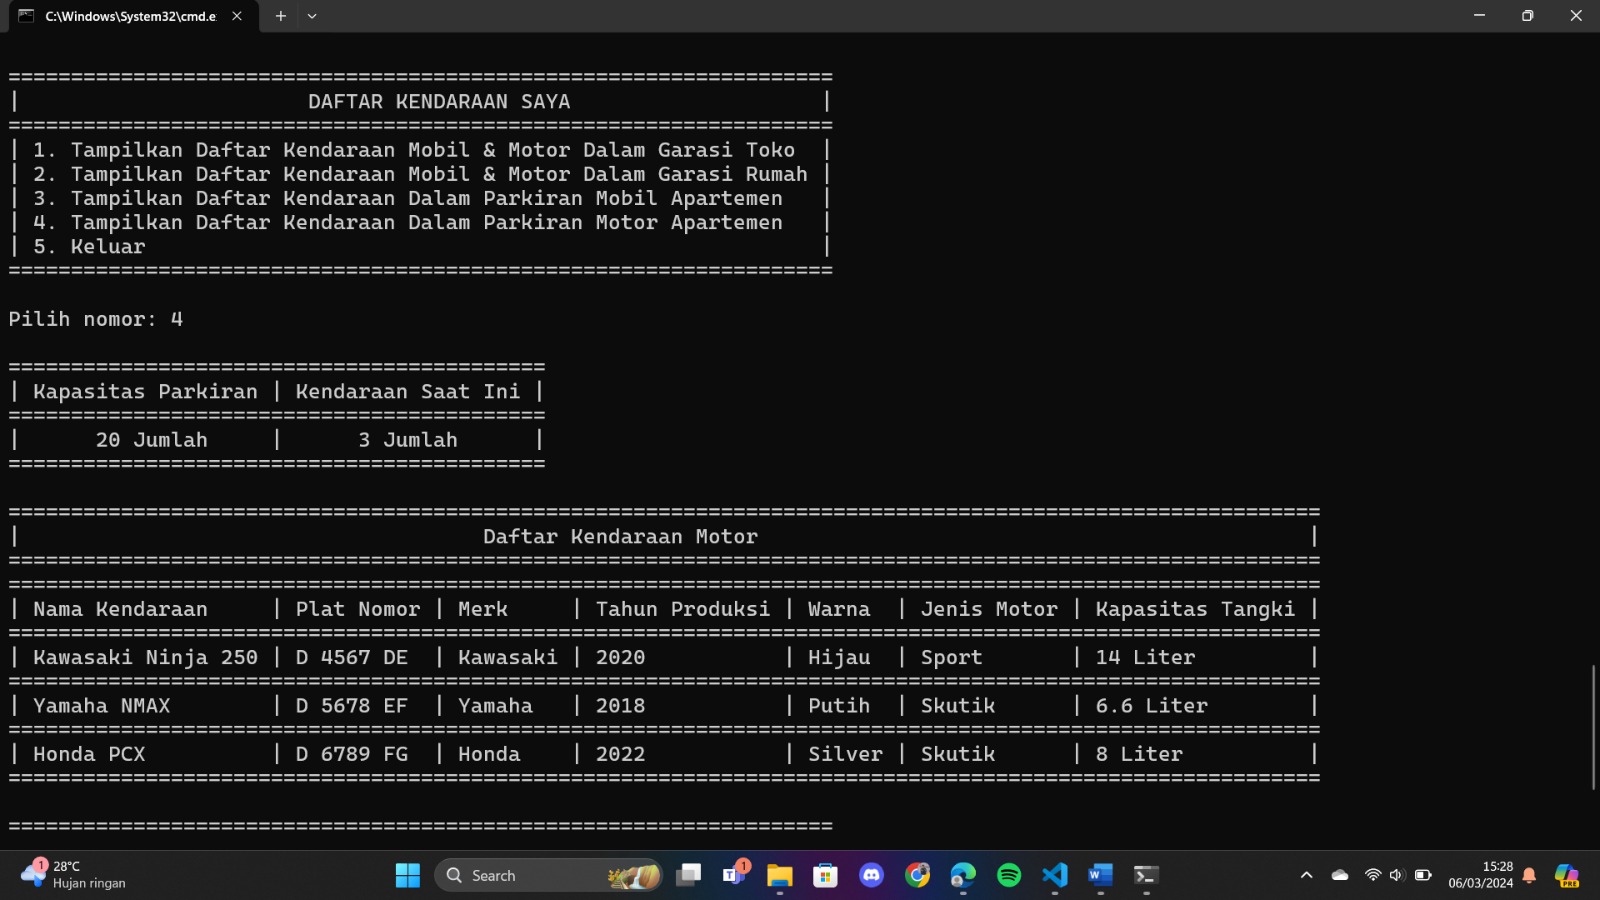 C:\Windows\System32\cmd.e
==================================================================
| DAFTAR KENDARAAN SAYA |
==================================================================
| 1. Tampilkan Daftar Kendaraan Mobil & Motor Dalam Garasi Toko |
| 2. Tampilkan Daftar Kendaraan Mobil & Motor Dalam Garasi Rumah |
| 3. Tampilkan Daftar Kendaraan Dalam Parkiran Mobil Apartemen |
| 4. Tampilkan Daftar Kendaraan Dalam Parkiran Motor Apartemen |
| 5. Keluar |
==================================================================
Pilih nomor: 4
===========================================
| Kapasitas Parkiran | Kendaraan Saat Ini |
===========================================
| 20 Jumlah | 3 Jumlah |
===========================================
=========================================================================================================
| Daftar Kendaraan Motor |
=========================================================================================================
=========================================================================================================
| Nama Kendaraan | Plat Nomor | Merk | Tahun Produksi | Warna | Jenis Motor | Kapasitas Tangki |
=========================================================================================================
| Kawasaki Ninja 250 | D 4567 DE | Kawasaki | 2020 | Hijau | Sport | 14 Liter |
=========================================================================================================
| Yamaha NMAX | D 5678 EF | Yamaha | 2018 | Putih | Skutik | 6.6 Liter |
=========================================================================================================
| Honda PCX | D 6789 FG | Honda | 2022 | Silver | Skutik | 8 Liter |
=========================================================================================================
==================================================================
1
28°C
Hujan ringan
Search
1
15:28
06/03/2024
PRE